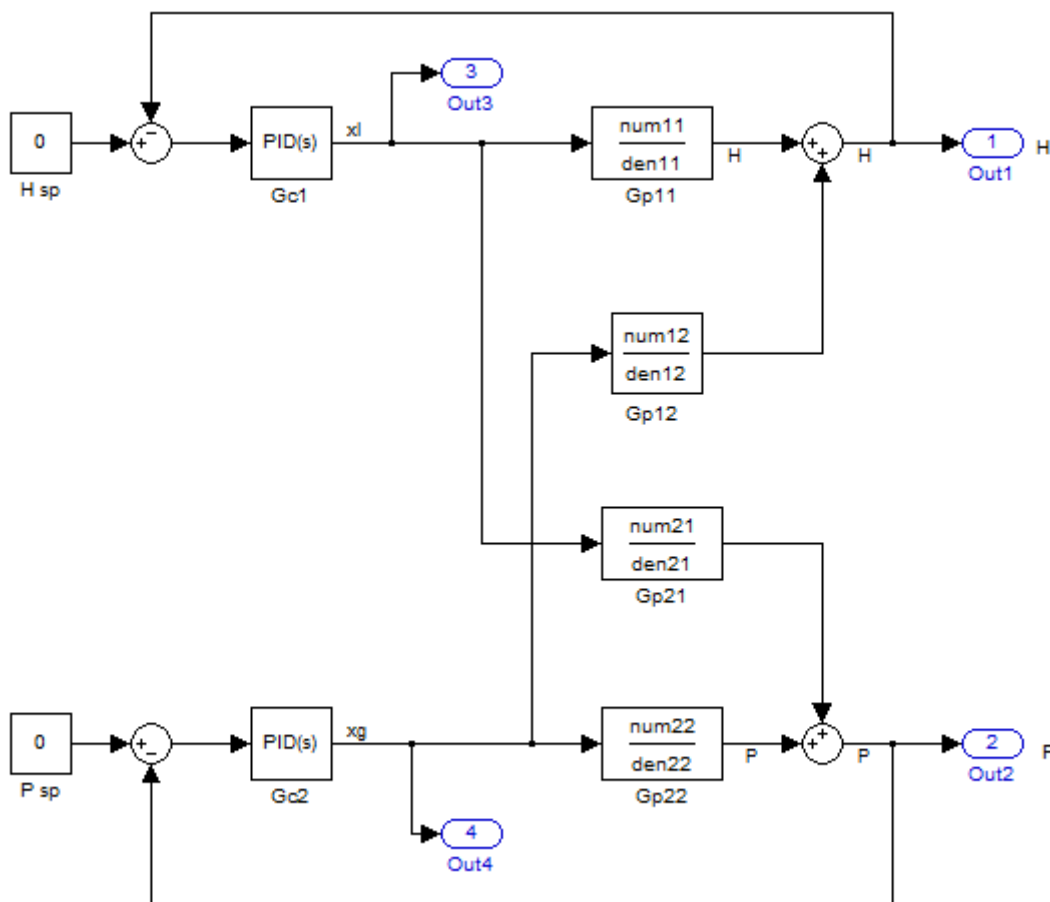 3
Out3
0
H sp
+
−
PID(s)
Gc1
xl
num11
den11
Gp11
H
+
+
H
1
Out1
H
num12
den12
Gp12
num21
den21
Gp21
0
P sp
+
−
PID(s)
Gc2
xg
num22
den22
Gp22
P
+
+
P
2
Out2
4
Out4